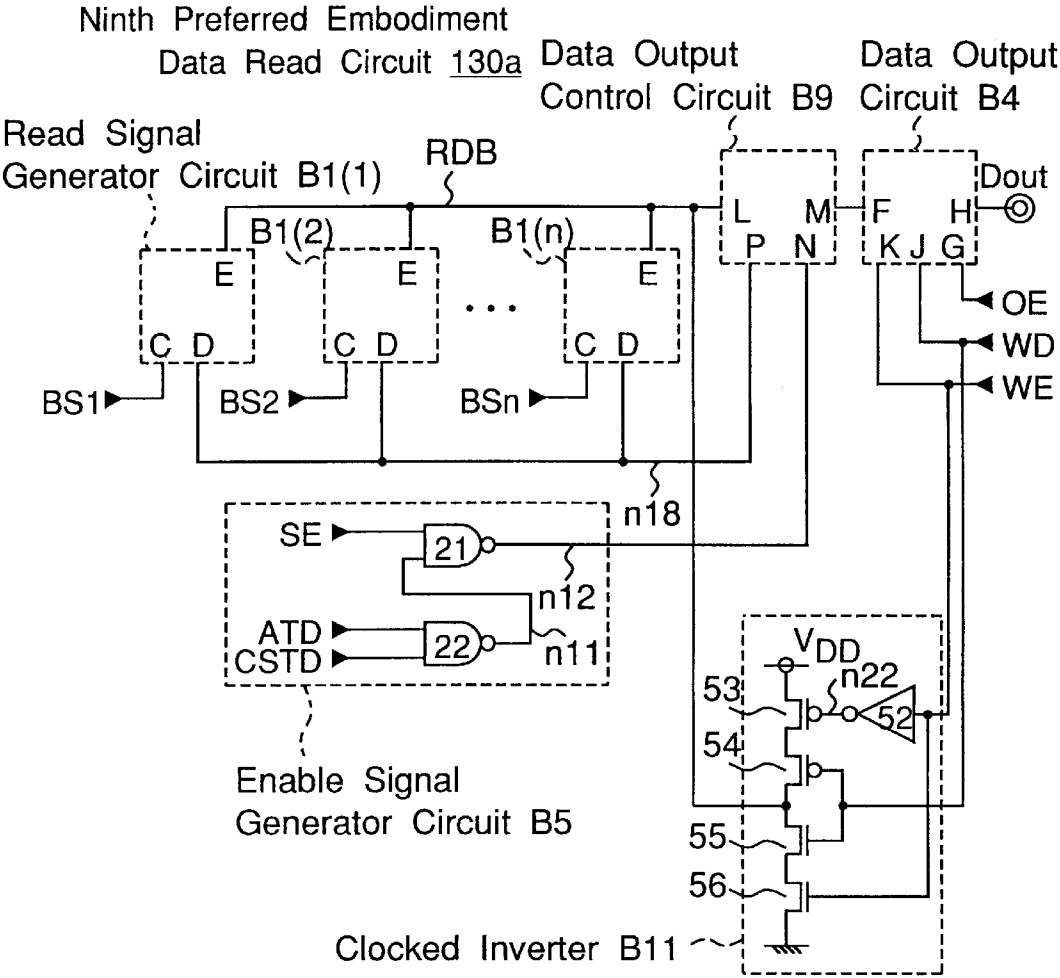 Ninth Preferred Embodiment
Data Read Circuit 130a
Data Output
Control Circuit B9
Data Output
Circuit B4
Read Signal
Generator Circuit B1(1)
RDB
Dout
B1(2)
B1(n)
E
E
E
L
M
P
N
F
H
K
J
G
...
C
D
C
D
C
D
OE
WD
WE
BS1
BS2
BSn
n18
SE
21
n12
ATD
CSTD
22
n11
VDD
n22
53
52
54
55
56
Enable Signal
Generator Circuit B5
Clocked Inverter B11